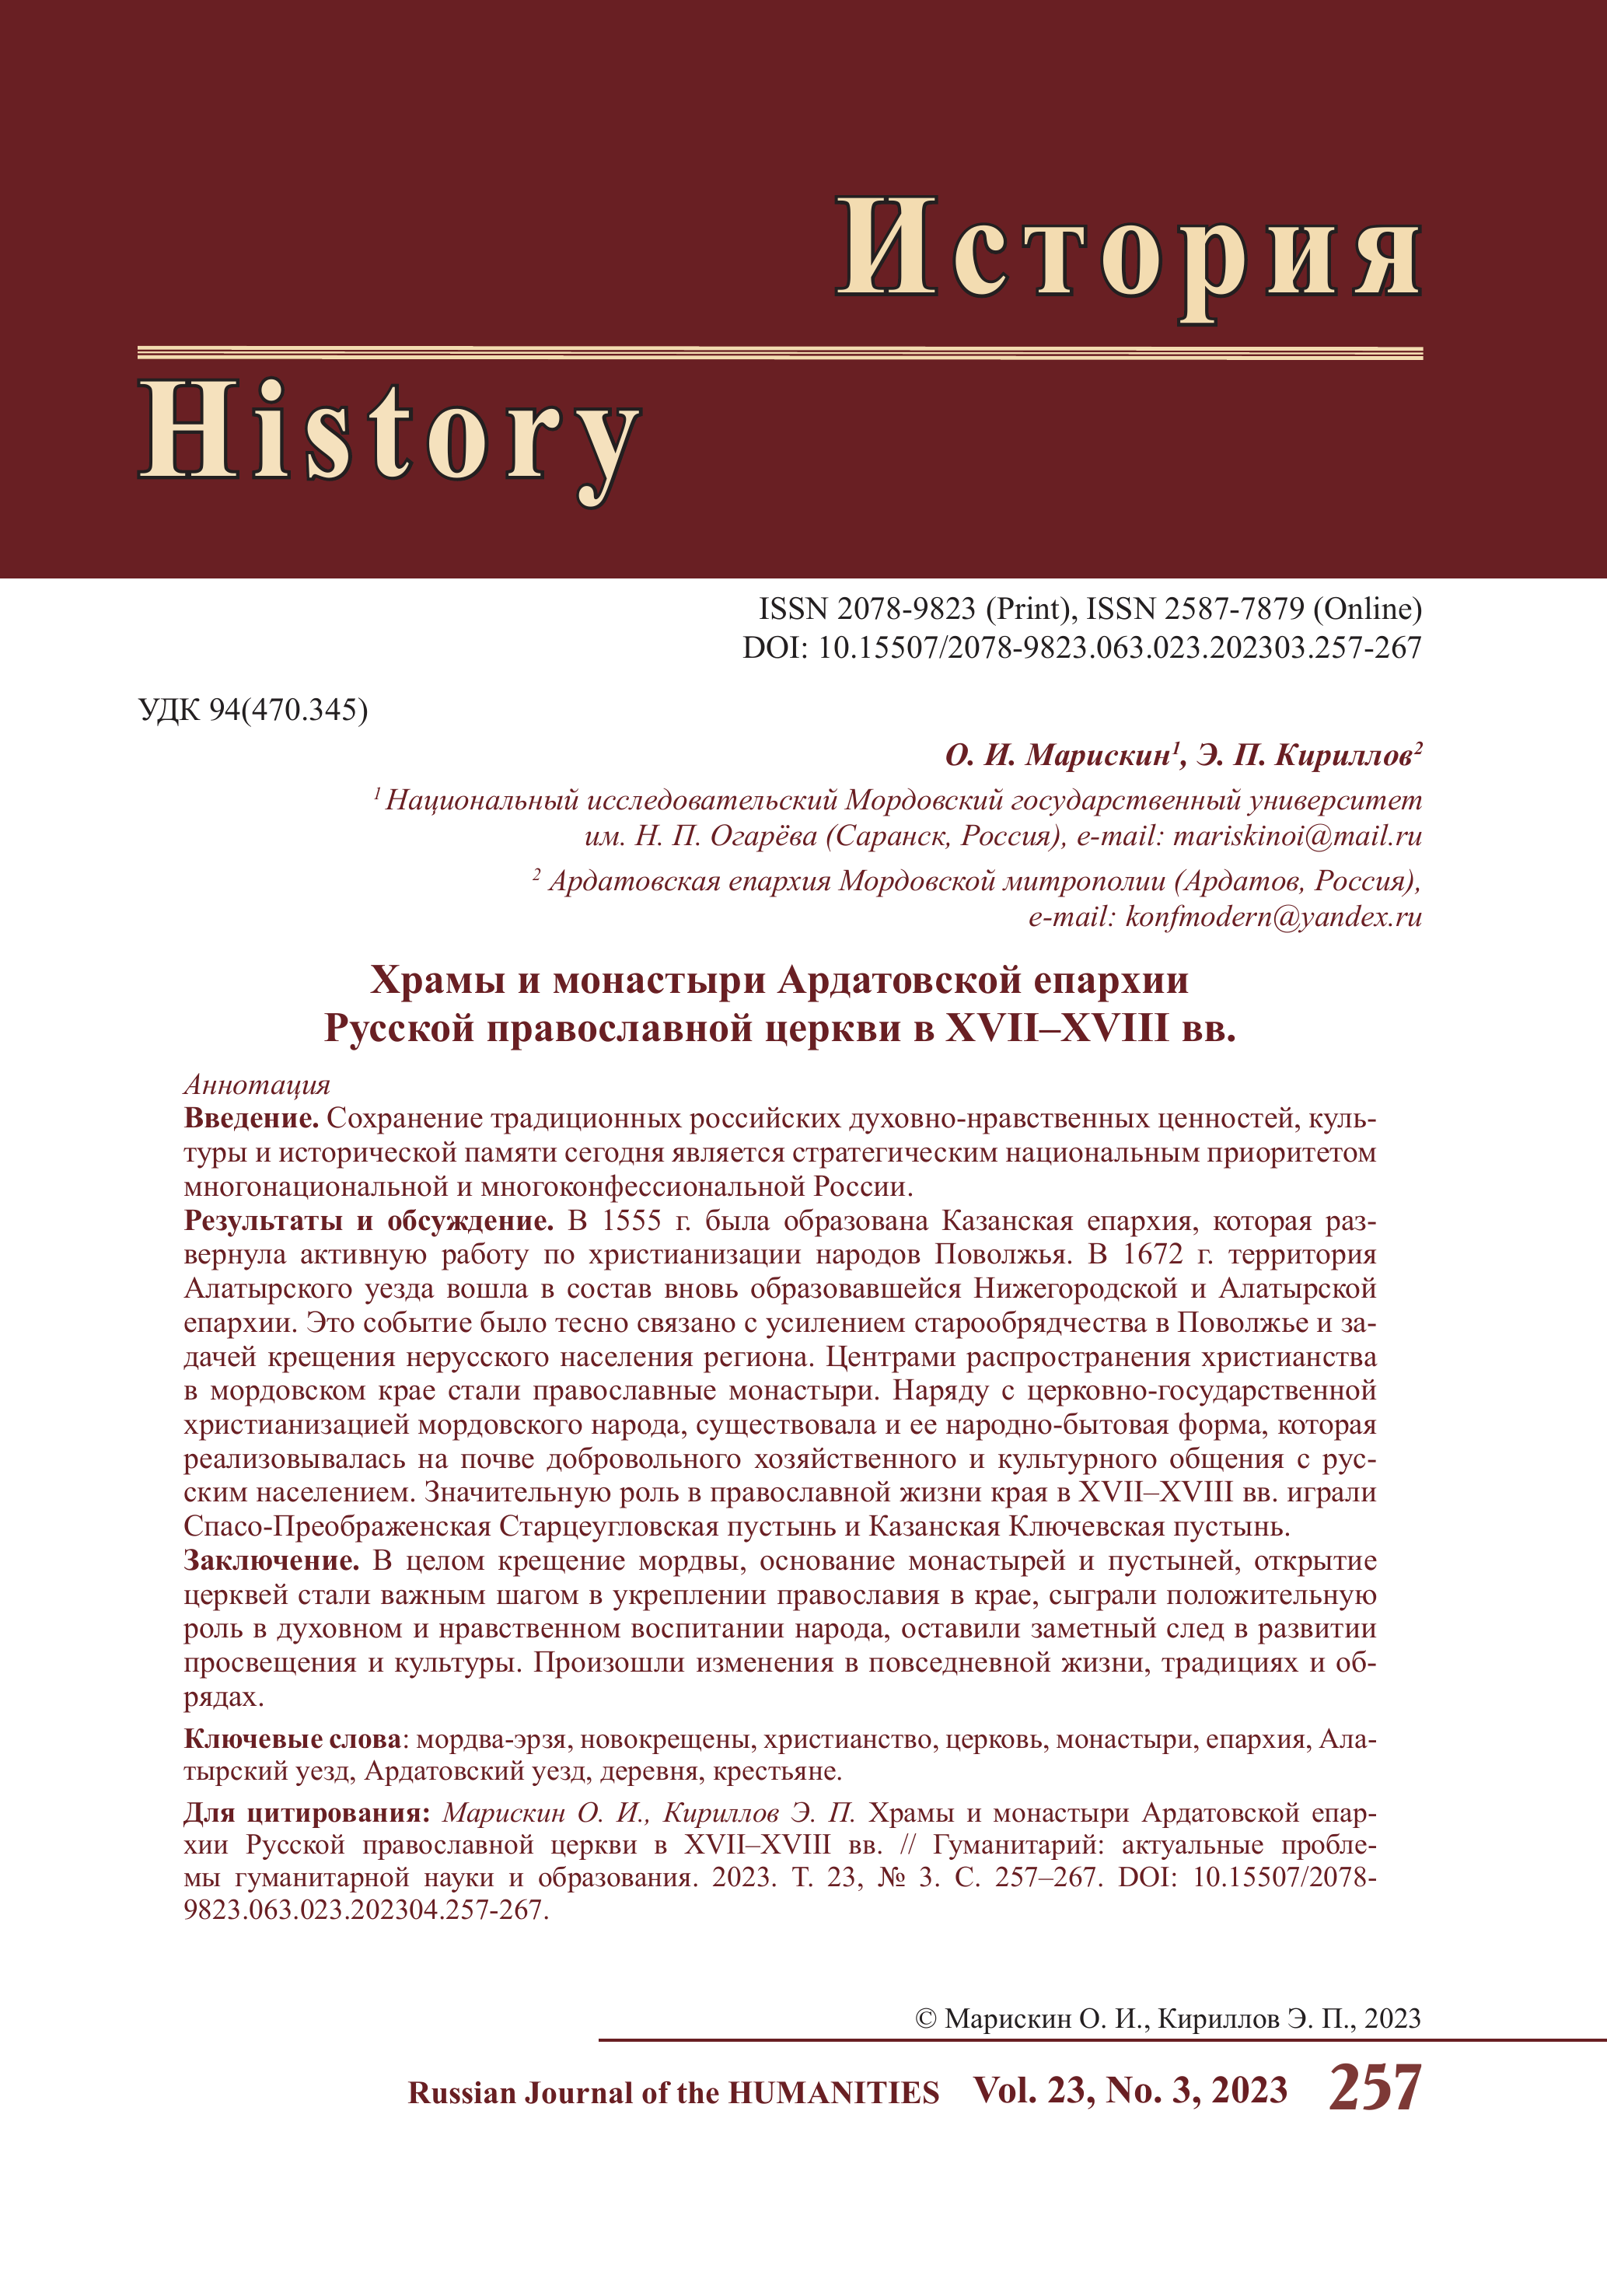 История
History
ISSN 2078-9823 (Print), ISSN 2587-7879 (Online)
DOI: 10.15507/2078-9823.063.023.202303.257-267
УДК 94(470.345)
О. И. Марискин¹, Э. П. Кириллов²
¹ Национальный исследовательский Мордовский государственный университет
им. Н. П. Огарёва (Саранск, Россия), e-mail: mariskinoi@mail.ru
² Ардатовская епархия Мордовской митрополии (Ардатов, Россия),
e-mail: konfmodern@yandex.ru
Храмы и монастыри Ардатовской епархии
Русской православной церкви в XVII–XVIII вв.
Аннотация
Введение. Сохранение традиционных российских духовно-нравственных ценностей, куль-
туры и исторической памяти сегодня является стратегическим национальным приоритетом
многонациональной и многоконфессиональной России.
Результаты и обсуждение. В 1555 г. была образована Казанская епархия, которая раз-
вернула активную работу по христианизации народов Поволжья. В 1672 г. территория
Алатырского уезда вошла в состав вновь образовавшейся Нижегородской и Алатырской
епархии. Это событие было тесно связано с усилением старообрядчества в Поволжье и за-
дачей крещения нерусского населения региона. Центрами распространения христианства
в мордовском крае стали православные монастыри. Наряду с церковно-государственной
христианизацией мордовского народа, существовала и ее народно-бытовая форма, которая
реализовывалась на почве добровольного хозяйственного и культурного общения с рус-
ским населением. Значительную роль в православной жизни края в XVII–XVIII вв. играли
Спасо-Преображенская Старцеугловская пустынь и Казанская Ключевская пустынь.
Заключение. В целом крещение мордвы, основание монастырей и пустыней, открытие
церквей стали важным шагом в укреплении православия в крае, сыграли положительную
роль в духовном и нравственном воспитании народа, оставили заметный след в развитии
просвещения и культуры. Произошли изменения в повседневной жизни, традициях и об-
рядах.
Ключевые слова: мордва-эрзя, новокрещены, христианство, церковь, монастыри, епархия, Ала-
тырский уезд, Ардатовский уезд, деревня, крестьяне.
Для цитирования: Марискин О. И., Кириллов Э. П. Храмы и монастыри Ардатовской епар-
хии Русской православной церкви в XVII–XVIII вв. // Гуманитарий: актуальные пробле-
мы гуманитарной науки и образования. 2023. Т. 23, № 3. С. 257–267. DOI: 10.15507/2078-
9823.063.023.202304.257-267.
© Марискин О. И., Кириллов Э. П., 2023
Russian Journal of the HUMANITIES Vol. 23, No. 3, 2023 257